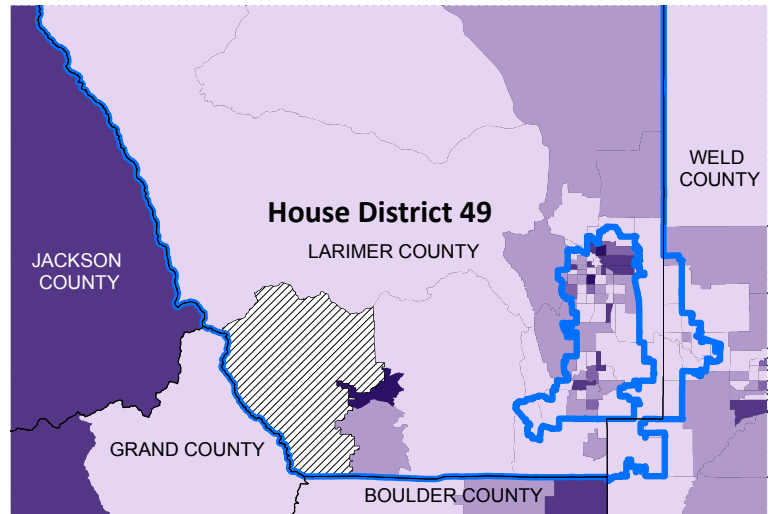 WELD
COUNTY
House District 49
LARIMER COUNTY
JACKSON
COUNTY
GRAND COUNTY
BOULDER COUNTY